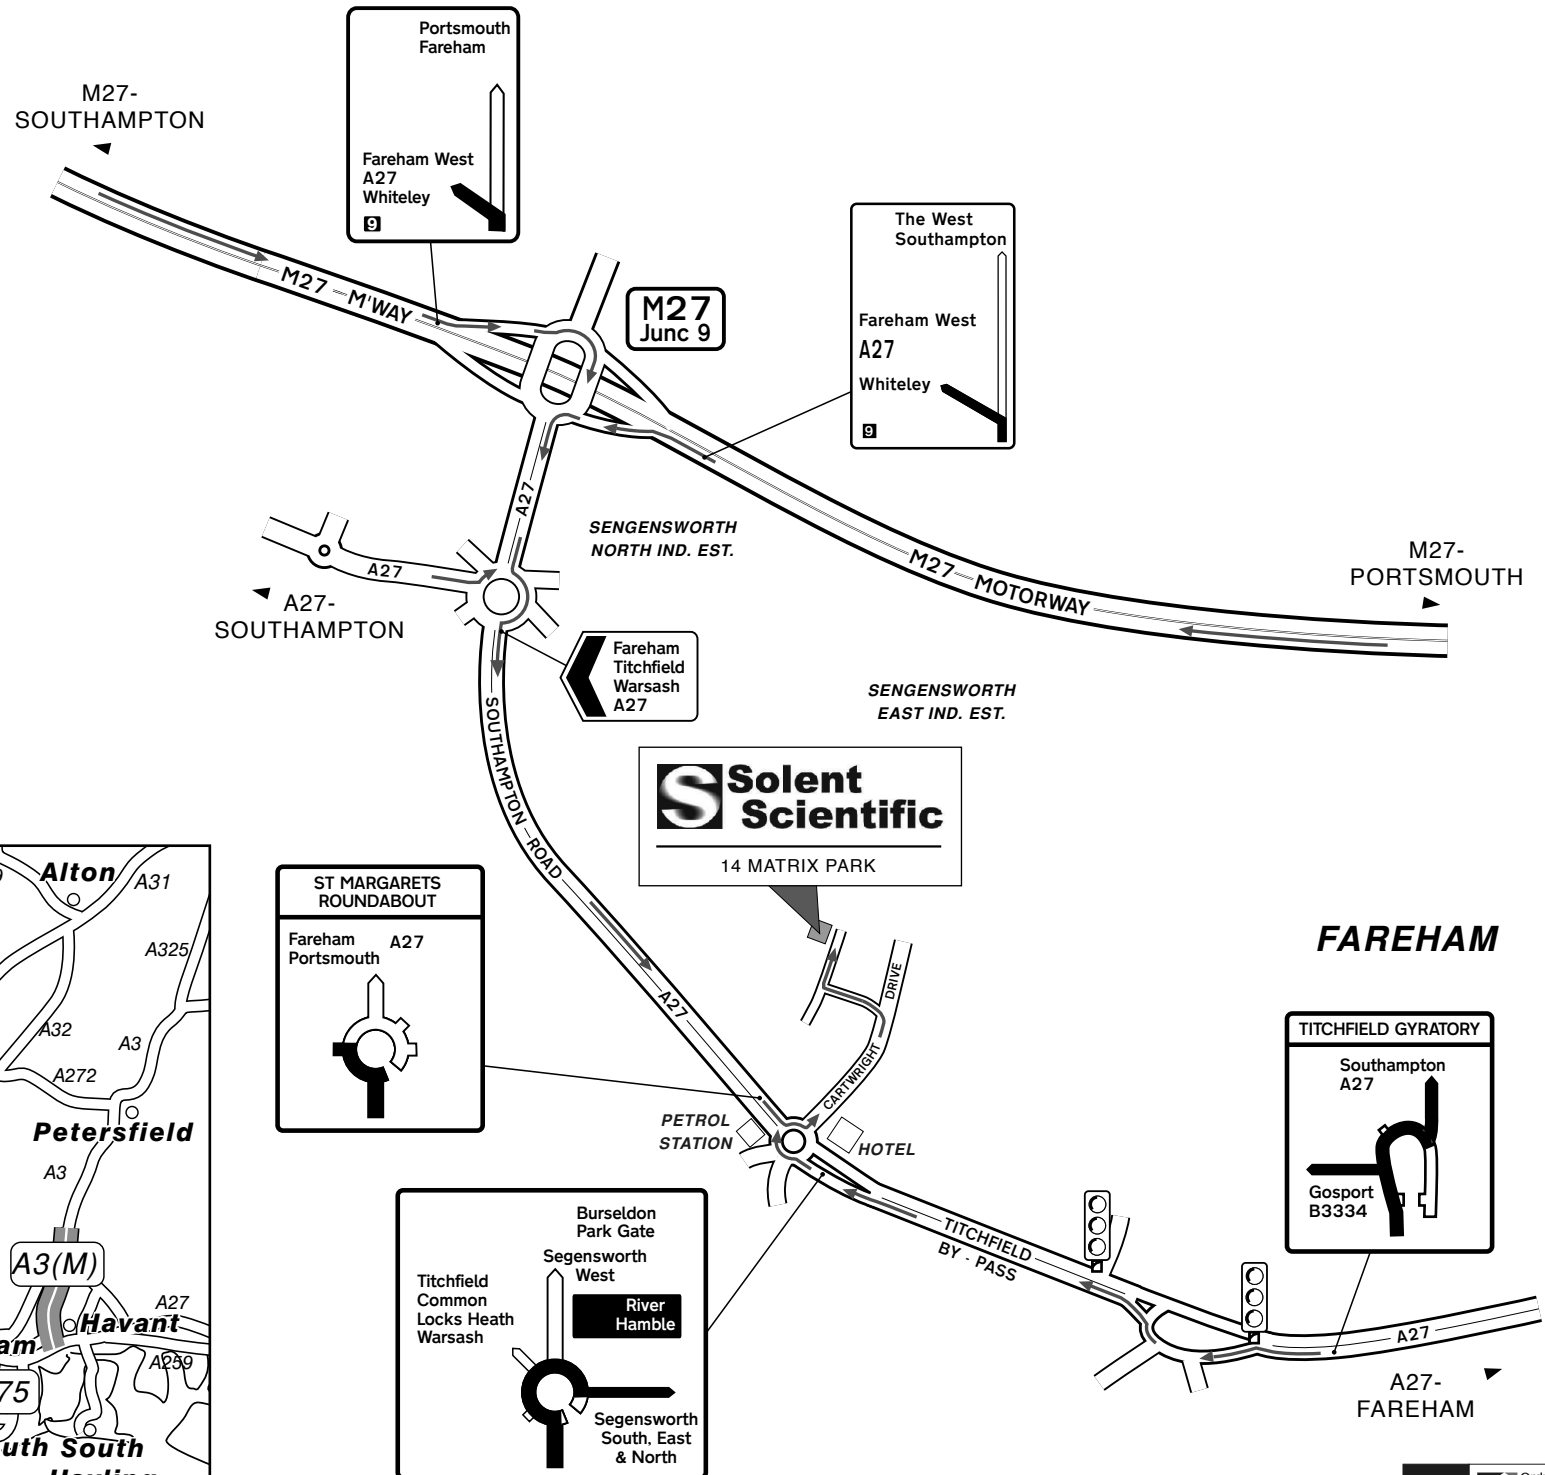 Portsmouth
Fareham
Fareham West
A27
Whiteley
9
M27-
SOUTHAMPTON
The West
Southampton
Fareham West
A27
Whiteley
9
M27
Junc 9
M27
M'WAY
A27
SENGENSWORTH
NORTH IND. EST.
M27
MOTORWAY
M27-
PORTSMOUTH
A27
A27-
SOUTHAMPTON
Fareham
Titchfield
Warsash
A27
SENGENSWORTH
EAST IND. EST.
SOUTHAMPTON
ROAD
S
Solent
Scientific
14 MATRIX PARK
ST MARGARETS
ROUNDABOUT
Fareham A27
Portsmouth
A27
DRIVE
CARTWRIGHT
FAREHAM
TITCHFIELD GYRATORY
Southampton
A27
Gosport
B3334
PETROL
STATION
HOTEL
TITCHFIELD
BY - PASS
Burseldon
Park Gate
Segensworth
West
Titchfield
Common
Locks Heath
Warsash
River
Hamble
Segensworth
South, East
& North
A27
A27-
FAREHAM
Alton
A31
A325
A32
A3
A272
Petersfield
A3
A3(M)
A27
Havant
am
A259
75
uth South